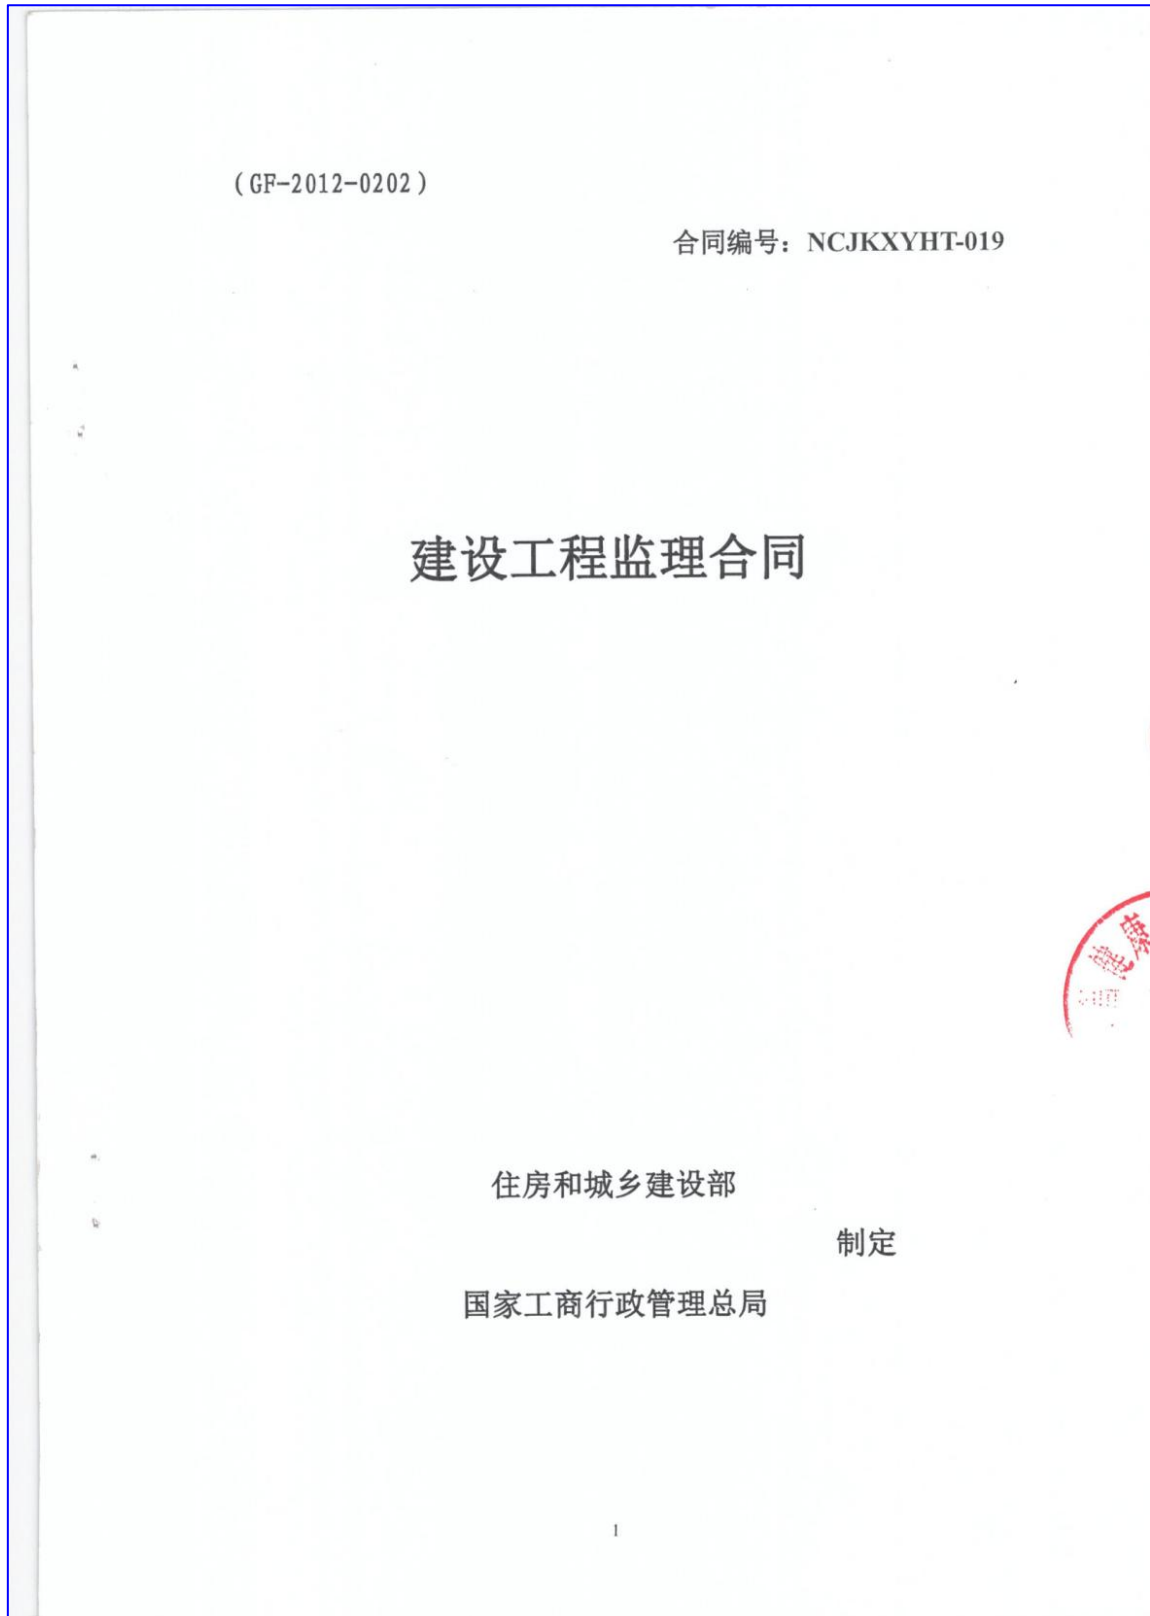 (GF-2012-0202)
合同编号：NCJKXYHT-019
建设工程监理合同
健康
住房和城乡建设部
制定
国家工商行政管理总局
1